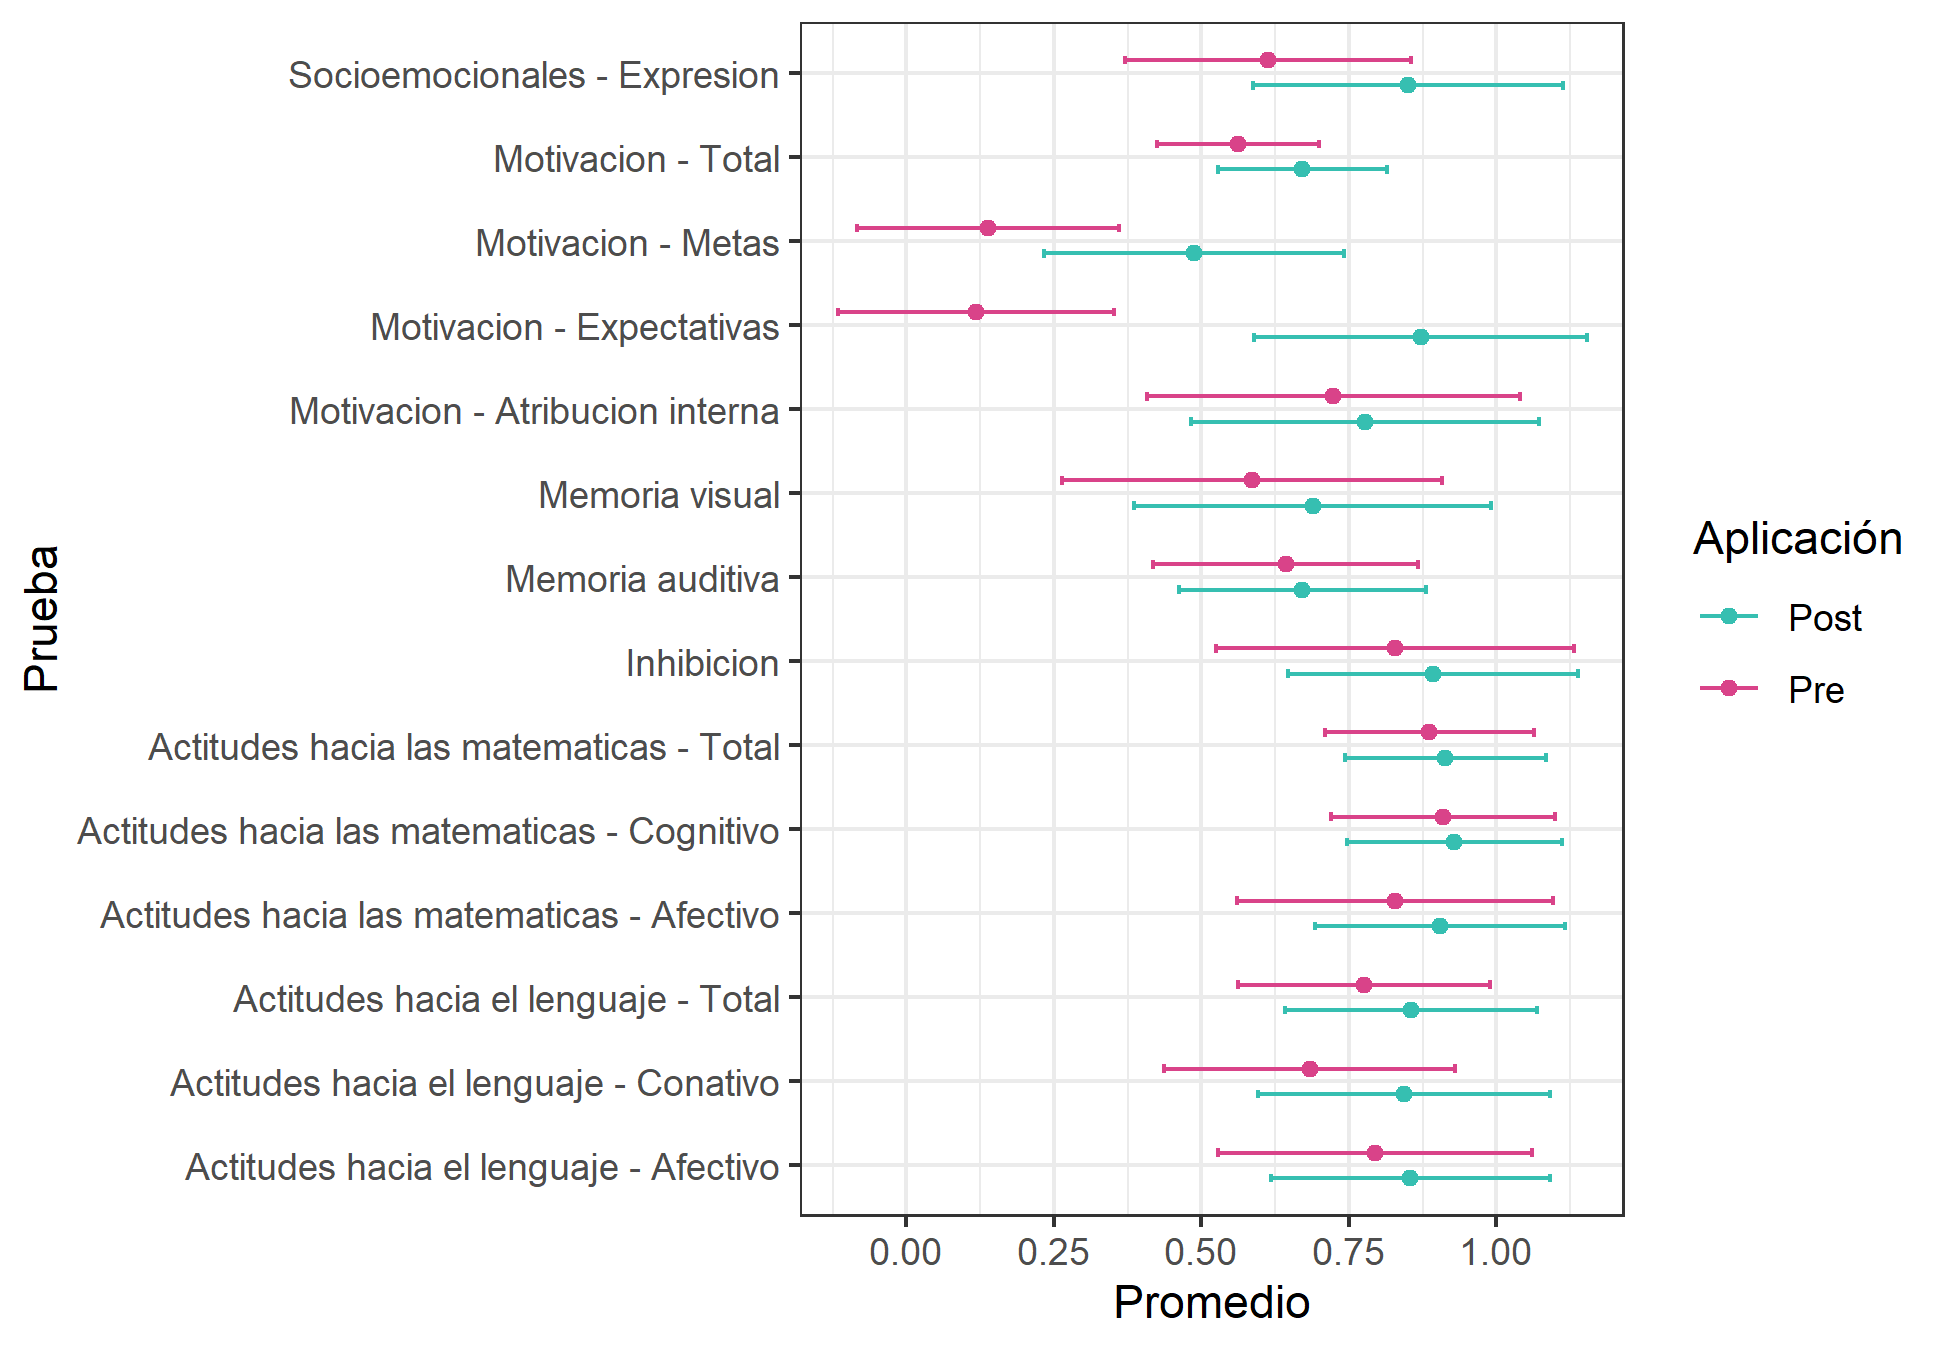 Socioemocionales - Expresion
Motivacion - Total
Motivacion - Metas
Motivacion - Expectativas
Motivacion - Atribucion interna
Memoria visual
Memoria auditiva
Inhibicion
Actitudes hacia las matematicas - Total
Actitudes hacia las matematicas - Cognitivo
Actitudes hacia las matematicas - Afectivo
Actitudes hacia el lenguaje - Total
Actitudes hacia el lenguaje - Conativo
Actitudes hacia el lenguaje - Afectivo
Prueba
0.00 0.25 0.50 0.75 1.00
Promedio
Aplicación
Post
Pre